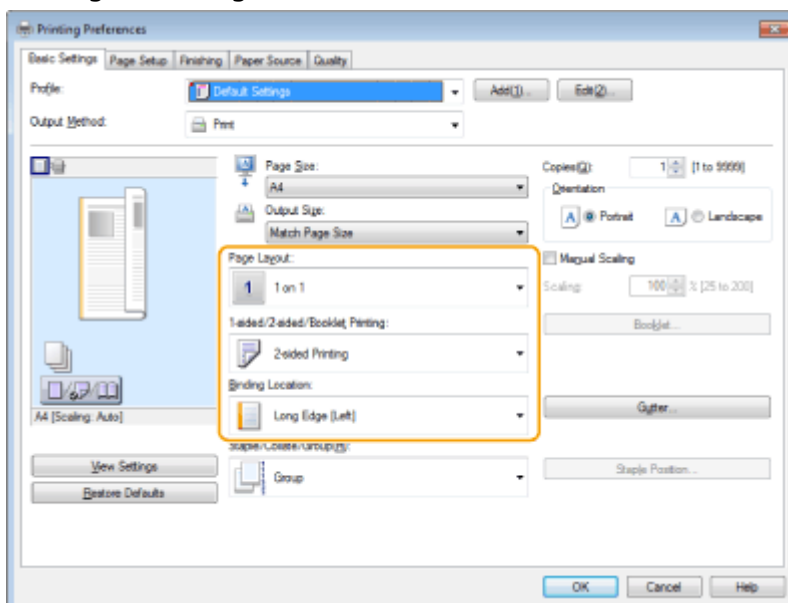 Printing Preferences
Basic Settings Page Setup Finishing Paper Source Quality
Profile: Default Settings Add(1)... Edit(2)...
Output Method: Print
Page Size: Copies(Q): 1 [1 to 9999]
A4 Orientation
Output Size: A Portrait A Landscape
Match Page Size
Page Layout: Manual Scaling
1 1 on 1 Scaling: 100 % [25 to 200]
1-sided/2-sided/Booklet Printing: Booklet...
2-sided Printing
Binding Location:
Long Edge [Left] Gutter...
A4 [Scaling: Auto]
Staple/Collate/Group(R):
View Settings Group Staple Position...
Restore Defaults
OK Cancel Help